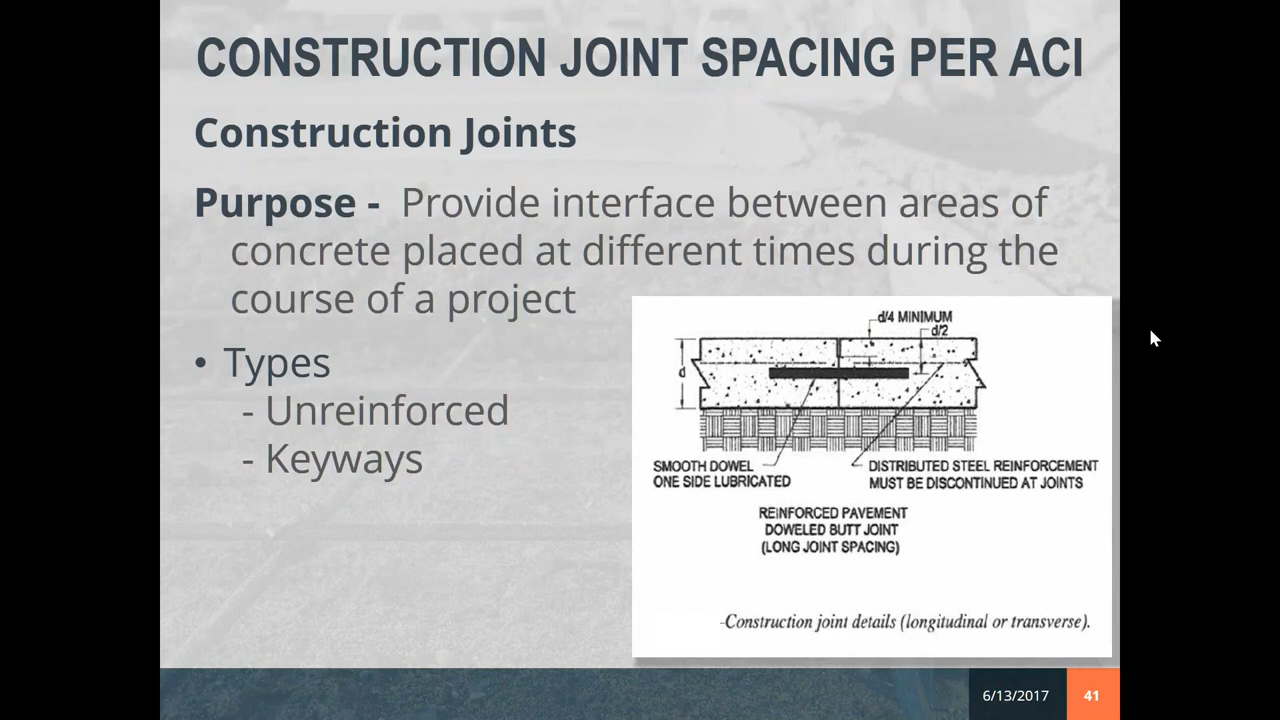 CONSTRUCTION JOINT SPACING PER ACI
Construction Joints
Purpose - Provide interface between areas of
concrete placed at different times during the
course of a project
• Types
- Unreinforced
- Keyways
d/4 MINIMUM
d/2
d
SMOOTH DOWEL
ONE SIDE LUBRICATED
DISTRIBUTED STEEL REINFORCEMENT
MUST BE DISCONTINUED AT JOINTS
REINFORCED PAVEMENT
DOWELED BUTT JOINT
(LONG JOINT SPACING)
-Construction joint details (longitudinal or transverse).
6/13/2017
41